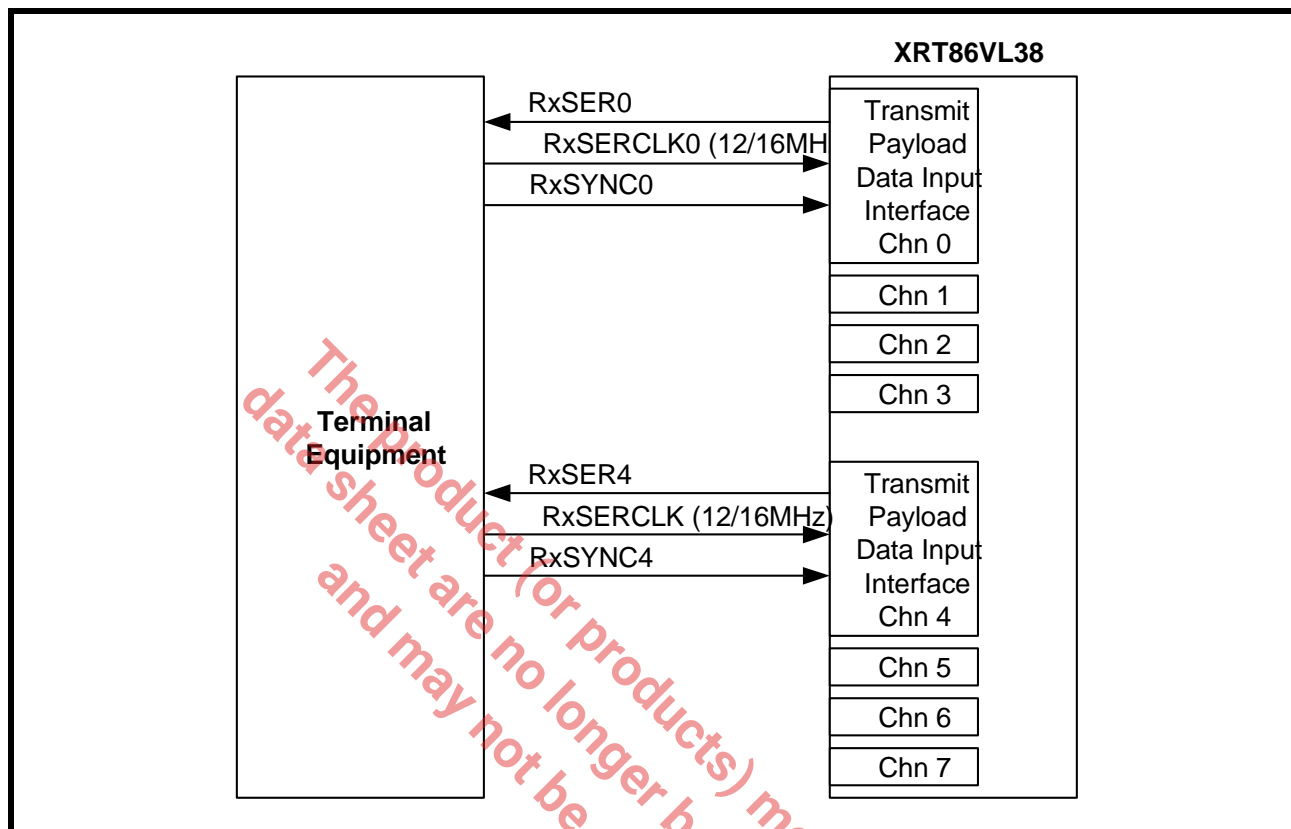 XRT86VL38
RxSER0
RxSERCLK0 (12/16MH
RxSYNC0
Transmit
Payload
Data Input
Interface
Chn 0
Chn 1
Chn 2
Chn 3
Terminal
Equipment
RxSER4
RxSERCLK (12/16MHz)
RxSYNC4
Transmit
Payload
Data Input
Interface
Chn 4
Chn 5
Chn 6
Chn 7
The product (or products) m
data sheet are no longer b
and may not be